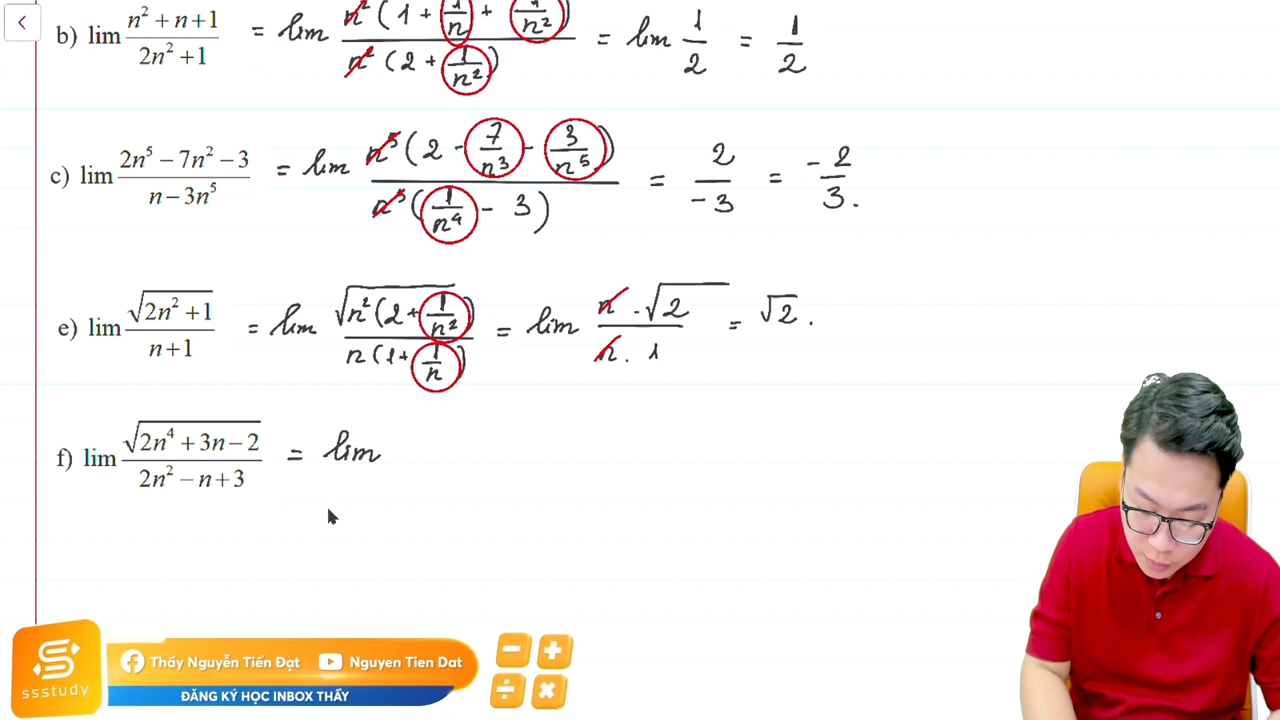 b) lim (n² + n + 1)/(2n² + 1) = lim n²(1 + 1/n + 1/n²)/n²(2 + 1/n²) = lim 1/2 = 1/2
c) lim (2n⁵ − 7n² − 3)/(n − 3n⁵) = lim n⁵(2 - 7/n³ - 3/n⁵)/n⁵(1/n⁴ - 3) = 2/-3 = -2/3.
e) lim √(2n² + 1)/(n + 1) = lim √(n²(2 + 1/n²))/n(1 + 1/n) = lim n . √2/n . 1 = √2 .
f) lim √(2n⁴ + 3n − 2)/(2n² − n + 3) = lim
ssstudy
Thầy Nguyễn Tiến Đạt
Nguyen Tien Dat
ĐĂNG KÝ HỌC INBOX THẦY